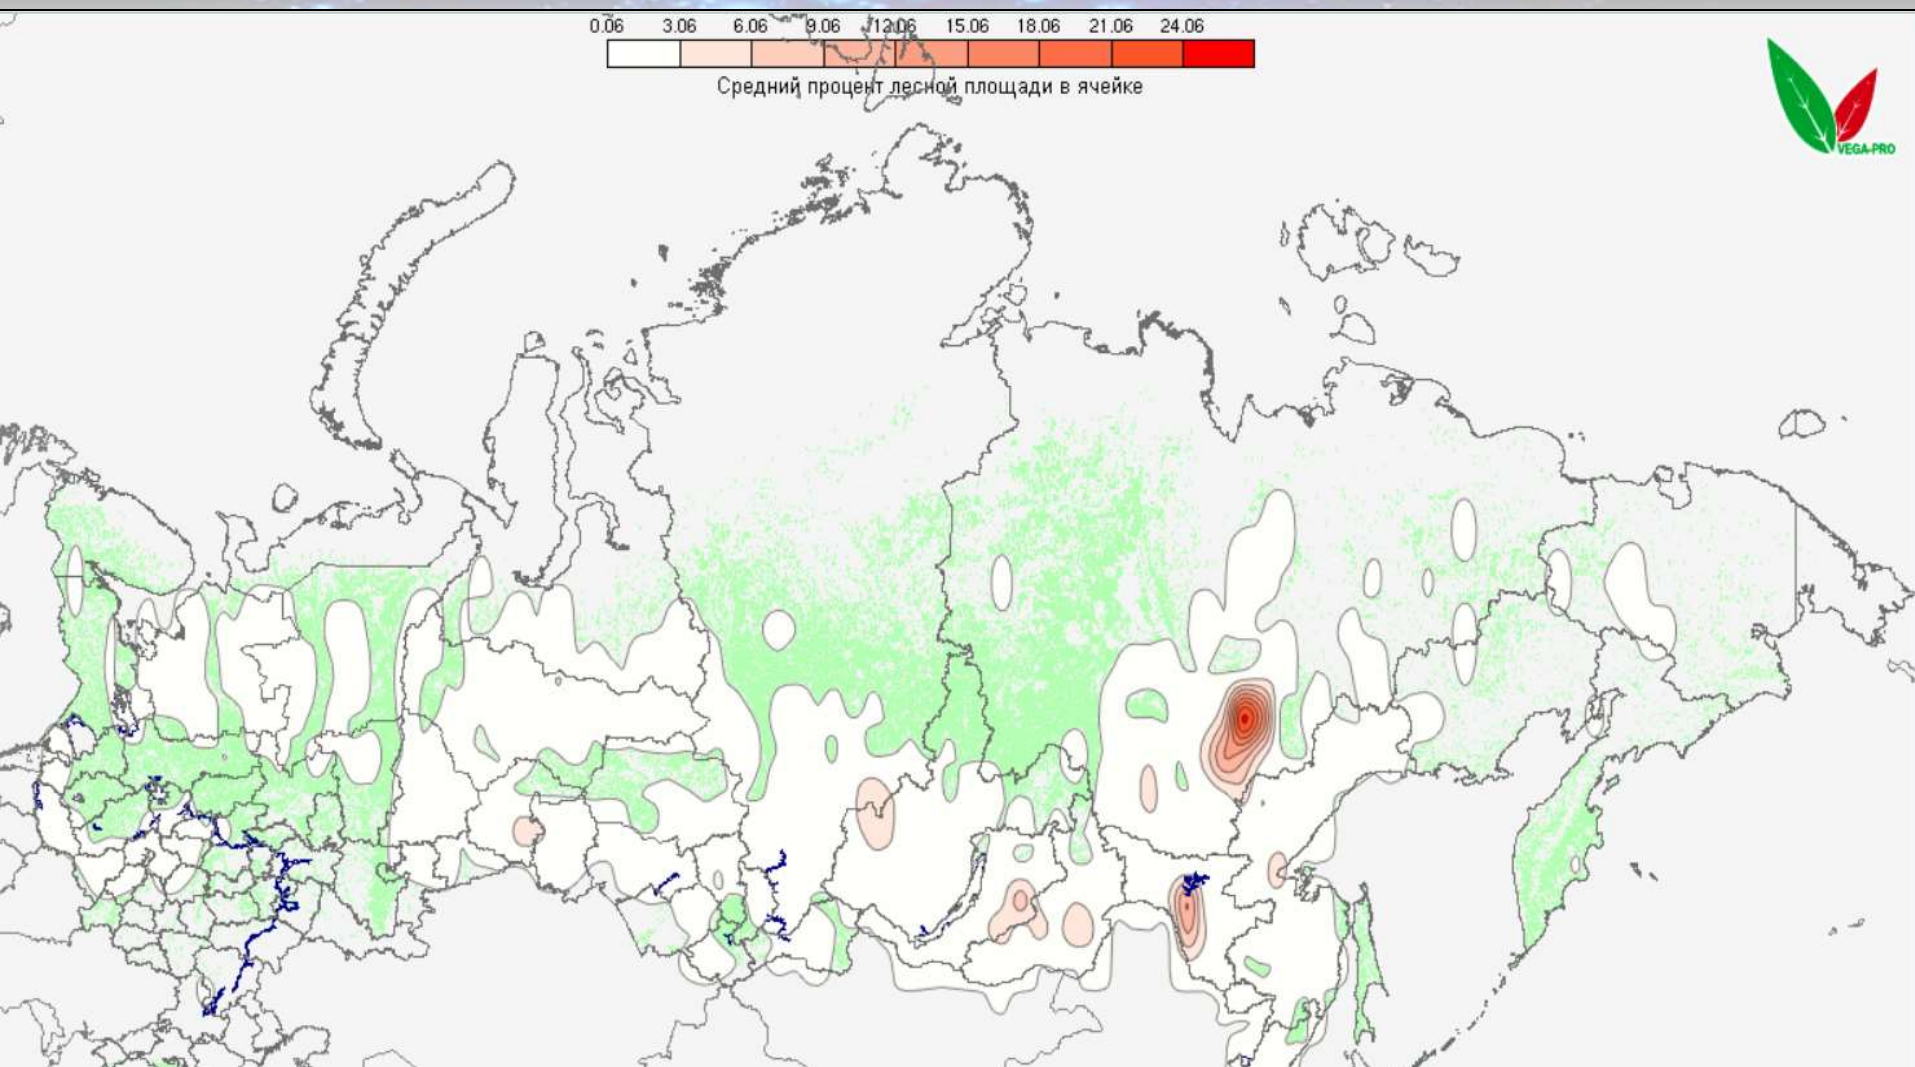 0.06 3.06 6.06 9.06 12.06 15.06 18.06 21.06 24.06
Средний процент лесной площади в ячейке
VEGA-PRO